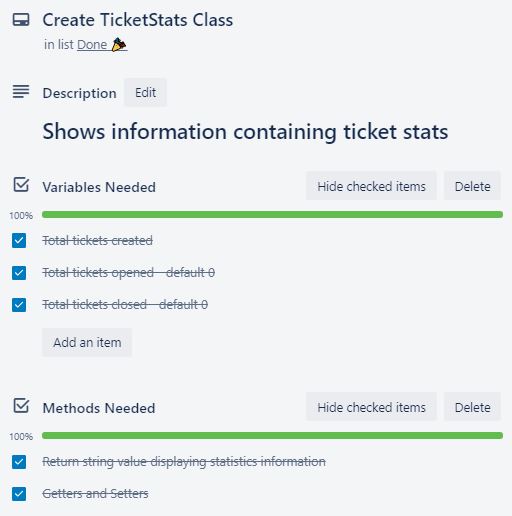 Create TicketStats Class
in list Done 🎉
Description Edit
Shows information containing ticket stats
Variables Needed Hide checked items Delete
100%
Total tickets created
Total tickets opened - default 0
Total tickets closed - default 0
Add an item
Methods Needed Hide checked items Delete
100%
Return string value displaying statistics information
Getters and Setters